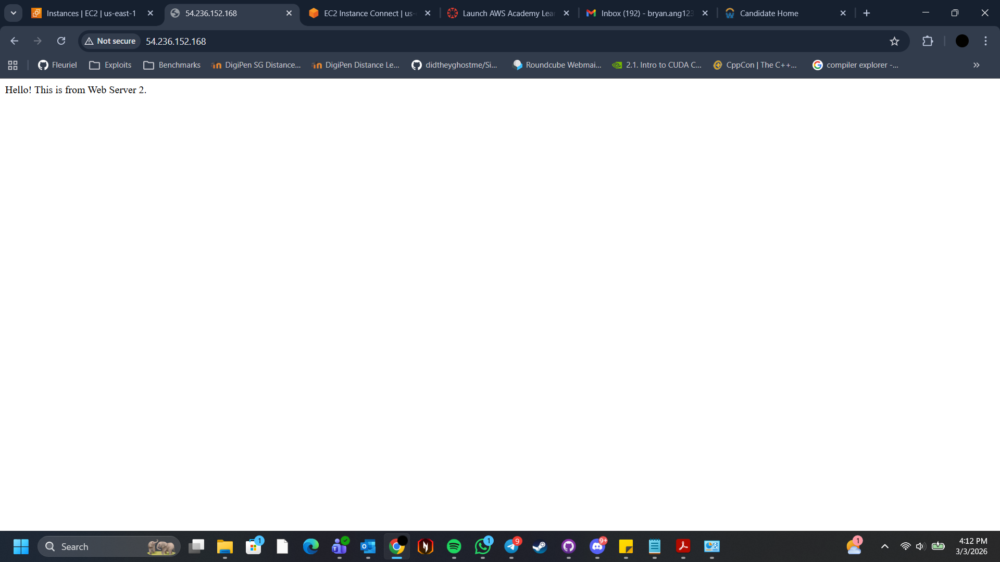 Instances | EC2 | us-east-1
54.236.152.168
EC2 Instance Connect | us-
Launch AWS Academy Lea
Inbox (192) - bryan.ang123
Candidate Home
Not secure
54.236.152.168
Fleuriel
Exploits
Benchmarks
DigiPen SG Distance...
DigiPen Distance Le...
didtheyghostme/Si...
Roundcube Webmai...
2.1. Intro to CUDA C...
CppCon | The C++...
compiler explorer -...
Hello! This is from Web Server 2.
Search
1
1
9
9+
1
4:12 PM
3/3/2026